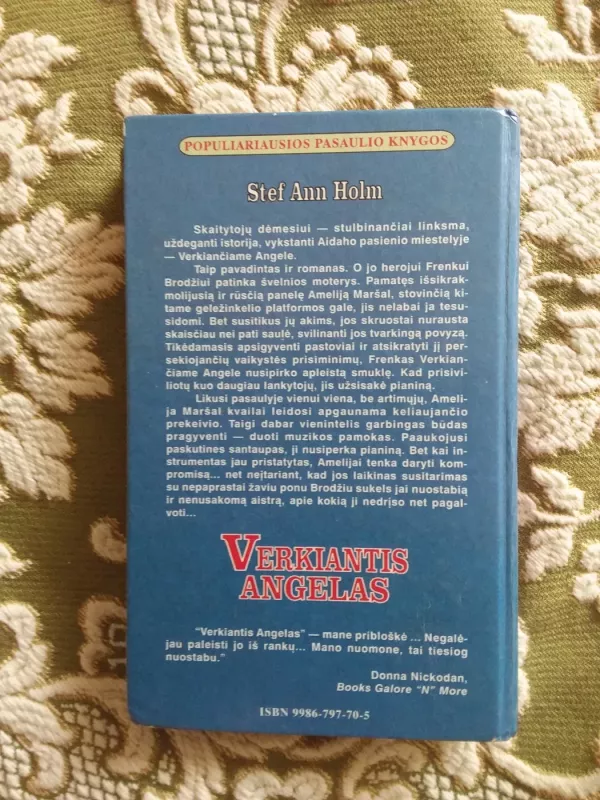 POPULIARIAUSIOS PASAULIO KNYGOS
Stef Ann Holm
Skaitytojų dėmesiui — stulbinančiai linksma,
uždeganti istorija, vykstanti Aidaho pasienio miestelyje
— Verkiančiame Angele.
Taip pavadintas ir romanas. O jo herojui Frenkui
Brodžiui patinka švelnios moterys. Pamatęs išsikrak-
molijusią ir rūsčią panelę Ameliją Maršal, stovinčią ki-
tame geležinkelio platformos gale, jis nelabai ja tesu-
sidomi. Bet susitikus jų akims, jos skruostai nurausta
skaisčiau nei pati saulė, svilinanti jos tvarkingą povyzą.
Tikėdamasis apsigyventi pastoviai ir atsikratyti jį per-
sekiojančių vaikystės prisiminimų, Frenkas Verkian-
čiame Angele nusipirko apleistą smuklę. Kad prisivi-
liotų kuo daugiau lankytojų, jis užsisakė pianiną.
Likusi pasaulyje vienui viena, be artimųjų, Ameli-
ja Maršal kvailai leidosi apgaunama keliaujančio
prekeivio. Taigi dabar vienintelis garbingas būdas
pragyventi — duoti muzikos pamokas. Paaukojusi
paskutines santaupas, ji nusiperka pianiną. Bet kai in-
strumentas jau pristatytas, Amelijai tenka daryti kom-
promisą... net neįtariant, kad jos laikinas susitarimas
su nepaprastai žaviu ponu Brodžiu sukels jai nuostabią
ir nenusakomą aistrą, apie kokią ji nedrįso net pagal-
voti...
VERKIANTIS
ANGELAS
"Verkiantis Angelas" — mane pribloškė ... Negalė-
jau paleisti jo iš rankų... Mano nuomone, tai tiesiog
nuostabu."
Donna Nickodan,
Books Galore "N" More
ISBN 9986-797-70-5